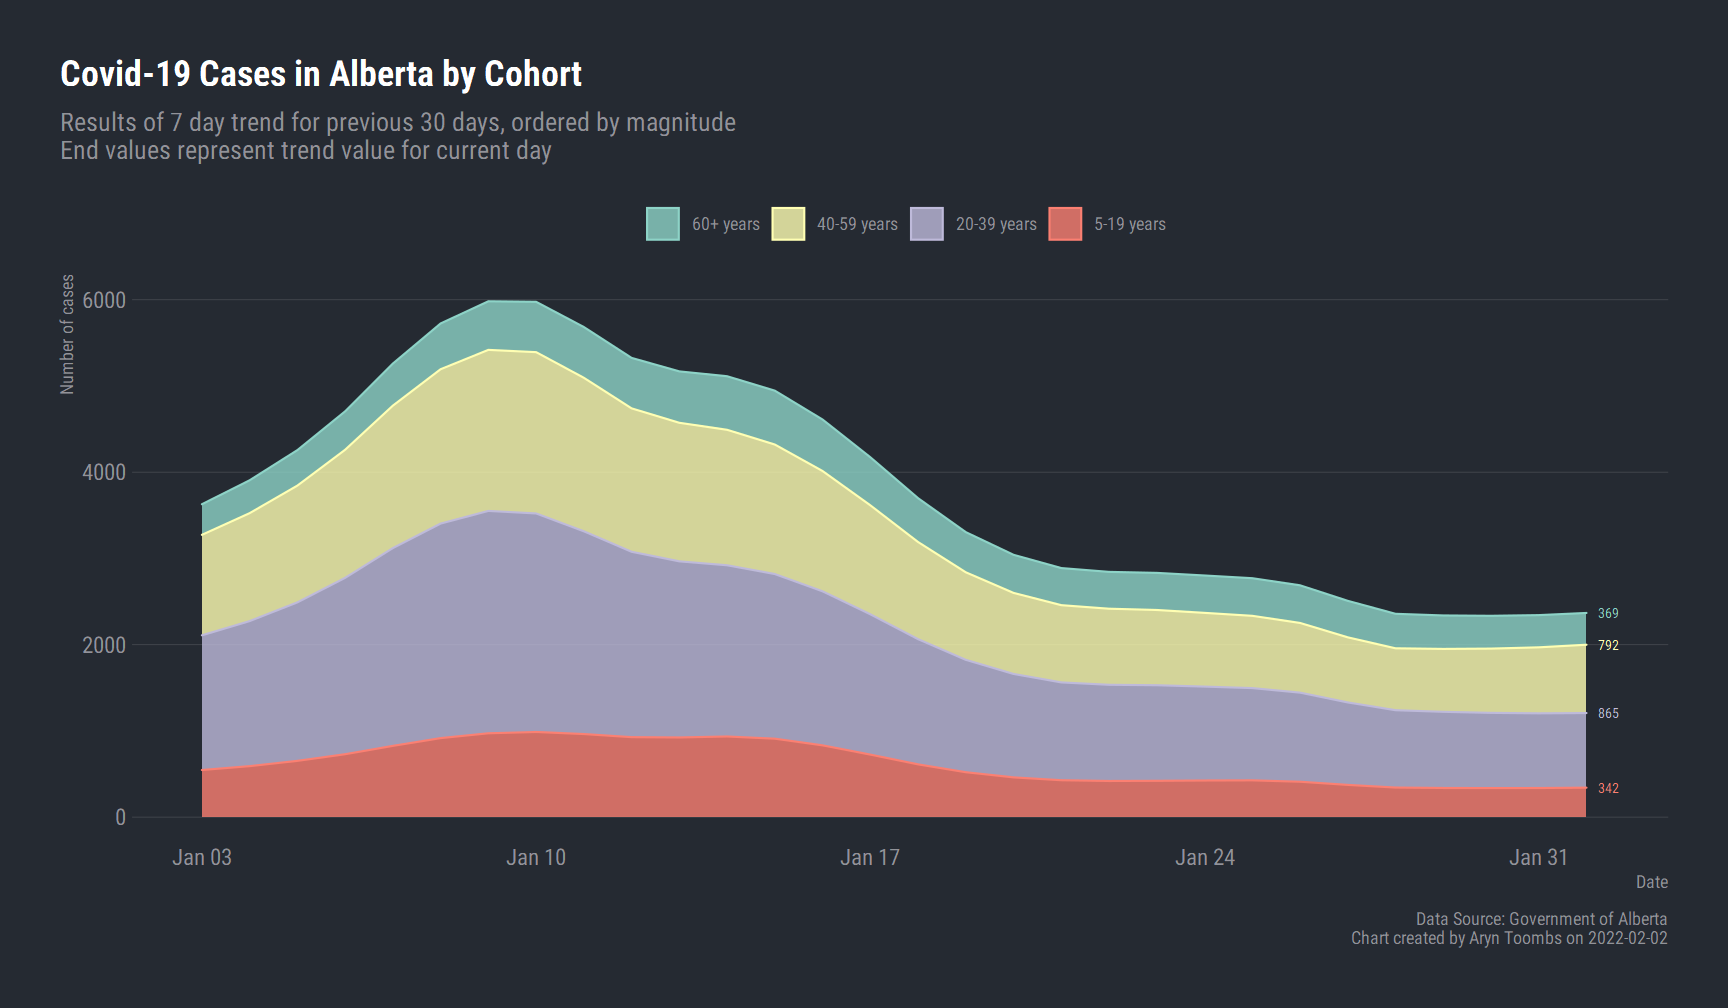 Covid-19 Cases in Alberta by Cohort
Results of 7 day trend for previous 30 days, ordered by magnitude
End values represent trend value for current day
60+ years
40-59 years
20-39 years
5-19 years
Number of cases
6000
4000
2000
0
369
792
865
342
Jan 03
Jan 10
Jan 17
Jan 24
Jan 31
Date
Data Source: Government of Alberta
Chart created by Aryn Toombs on 2022-02-02